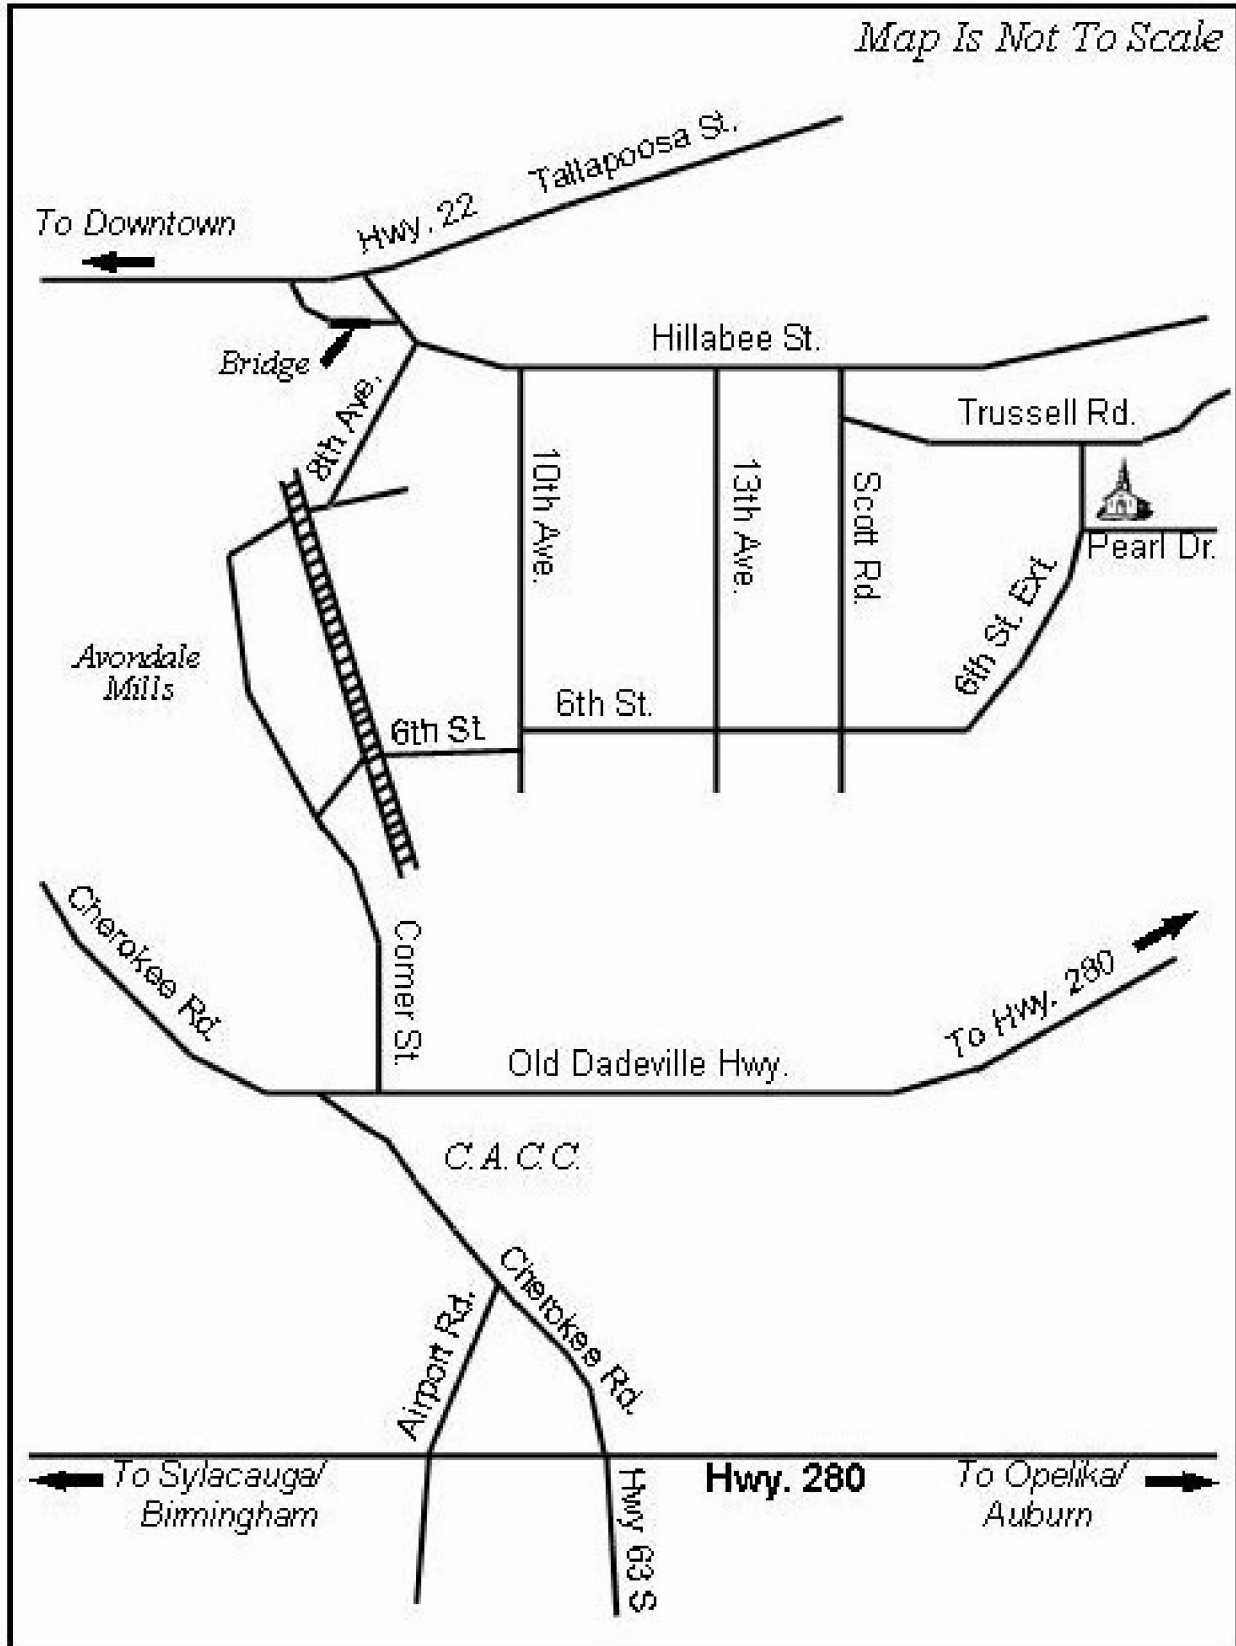 Map Is Not To Scale
Tallapoosa St.
Hwy. 22
To Downtown
Bridge
Hillabee St.
8th Ave.
Trussell Rd.
10th Ave.
13th Ave.
Scott Rd.
Pearl Dr.
6th St. Ext.
Avondale
Mills
6th St.
6th St.
Cherokee Rd.
Comer St.
To Hwy. 280
Old Dadeville Hwy.
C.A.C.C.
Cherokee Rd.
Airport Rd.
To Sylacauga/
Birmingham
Hwy. 280
To Opelika/
Auburn
Hwy 63 S